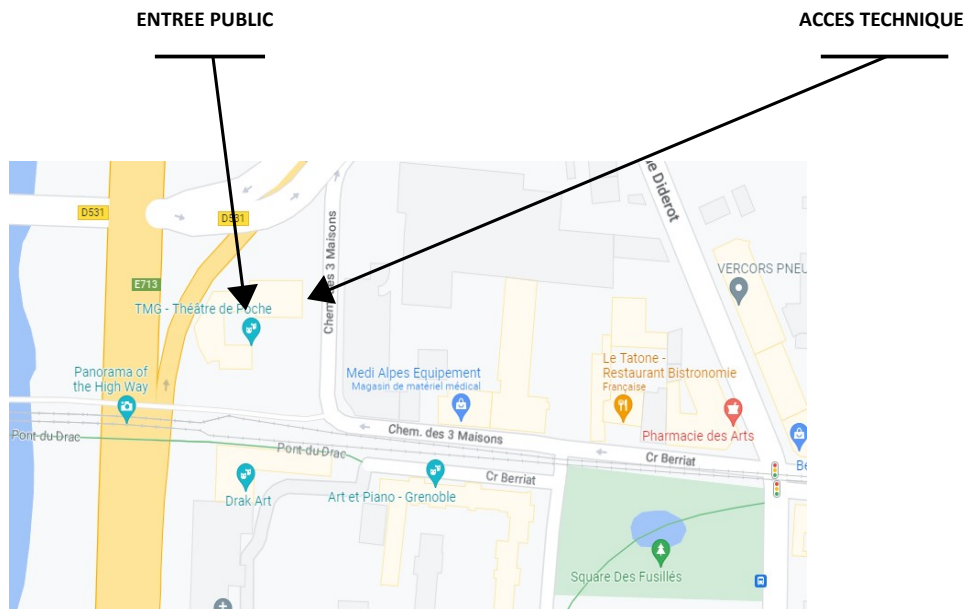 ENTREE PUBLIC
ACCES TECHNIQUE
D531
D531
Diderot
Chem. des 3 Maisons
VERCORS PNEU
E713
TMG - Théâtre de Poche
Panorama of
the High Way
Medi Alpes Equipement
Magasin de matériel médical
Le Tatone -
Restaurant Bistronomie
Française
Pharmacie des Arts
Chem. des 3 Maisons
Pont du Drac
Pont du Drac
Cr Berriat
Cr Berriat
Be
Drak Art
Art et Piano - Grenoble
Square Des Fusillés